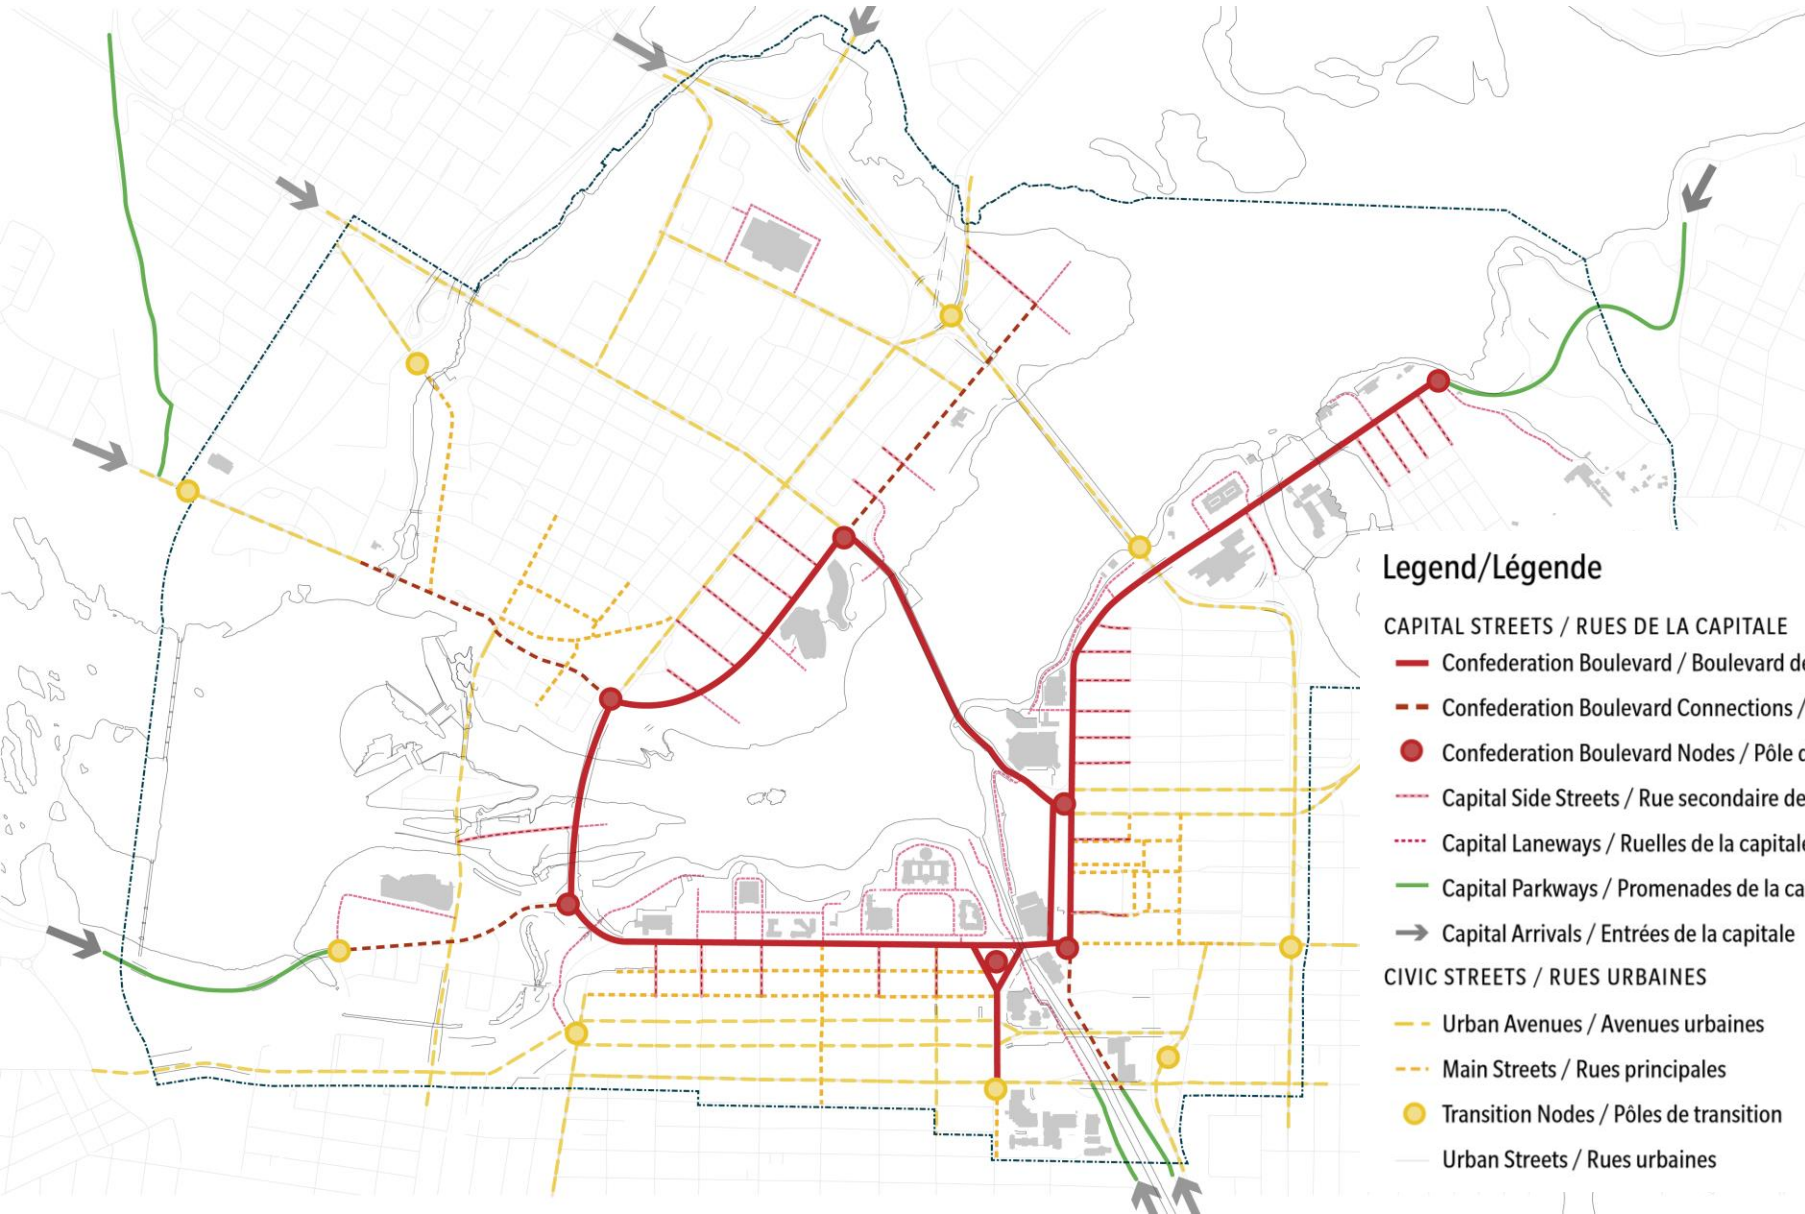 Legend/Légende
CAPITAL STREETS / RUES DE LA CAPITALE
Confederation Boulevard / Boulevard de
Confederation Boulevard Connections /
Confederation Boulevard Nodes / Pôle d
Capital Side Streets / Rue secondaire de
Capital Laneways / Ruelles de la capitale
Capital Parkways / Promenades de la ca
Capital Arrivals / Entrées de la capitale
CIVIC STREETS / RUES URBAINES
Urban Avenues / Avenues urbaines
Main Streets / Rues principales
Transition Nodes / Pôles de transition
Urban Streets / Rues urbaines